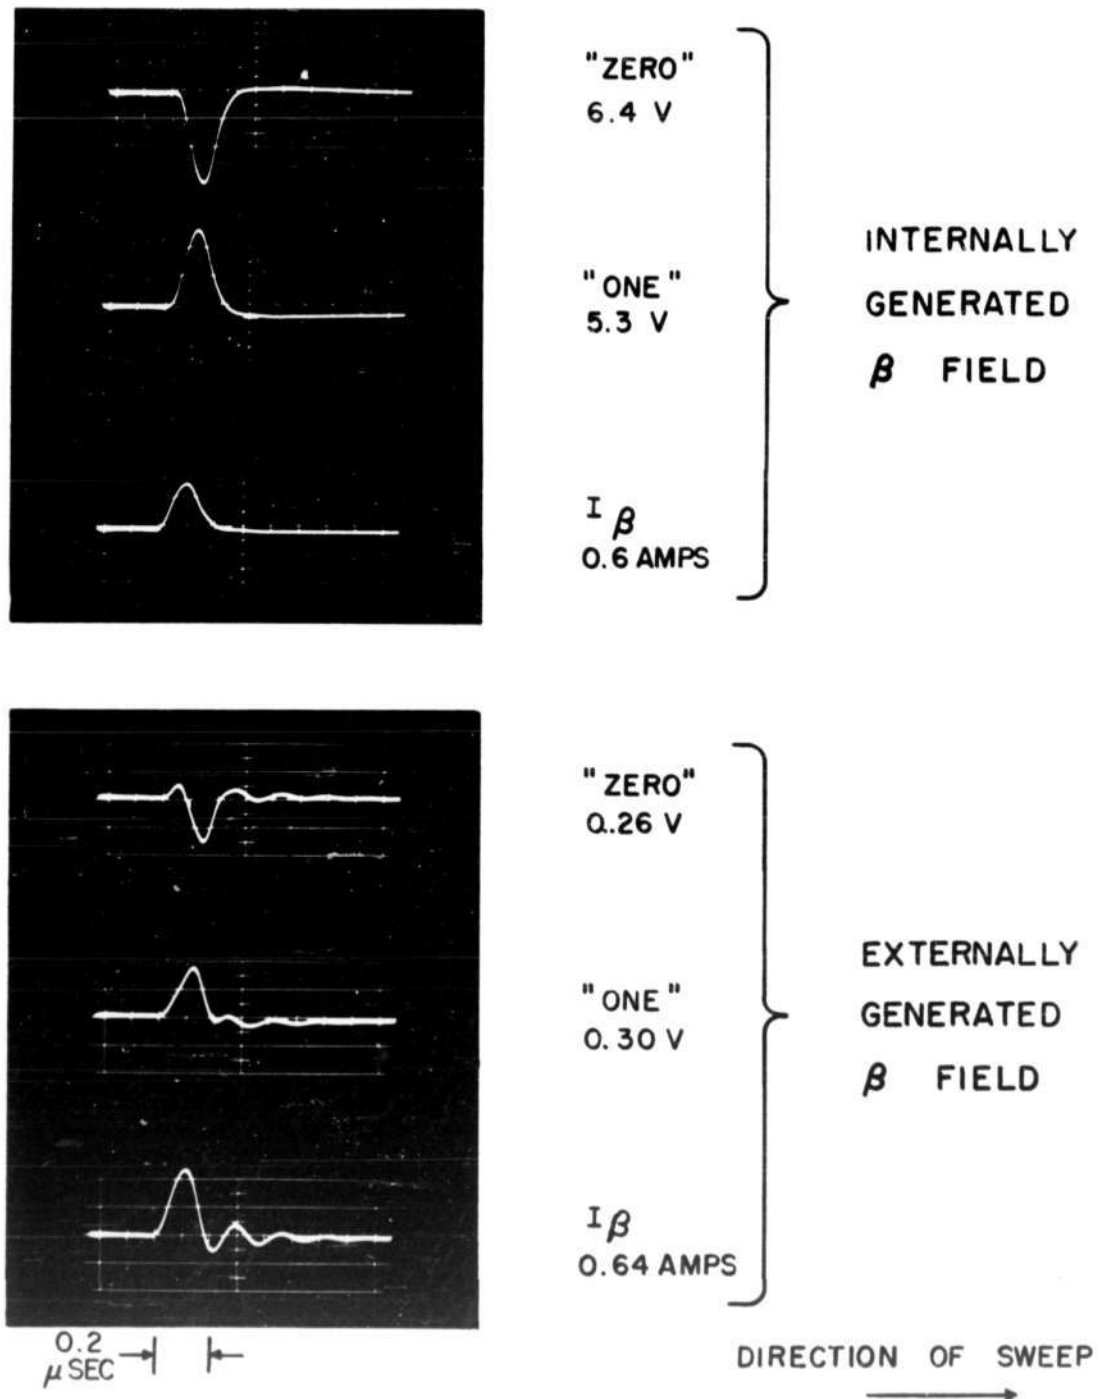 "ZERO"
6.4 V
"ONE"
5.3 V
I β
0.6 AMPS
INTERNALLY
GENERATED
β FIELD
"ZERO"
0.26 V
"ONE"
0.30 V
I β
0.64 AMPS
EXTERNALLY
GENERATED
β FIELD
0.2
μSEC
DIRECTION OF SWEEP